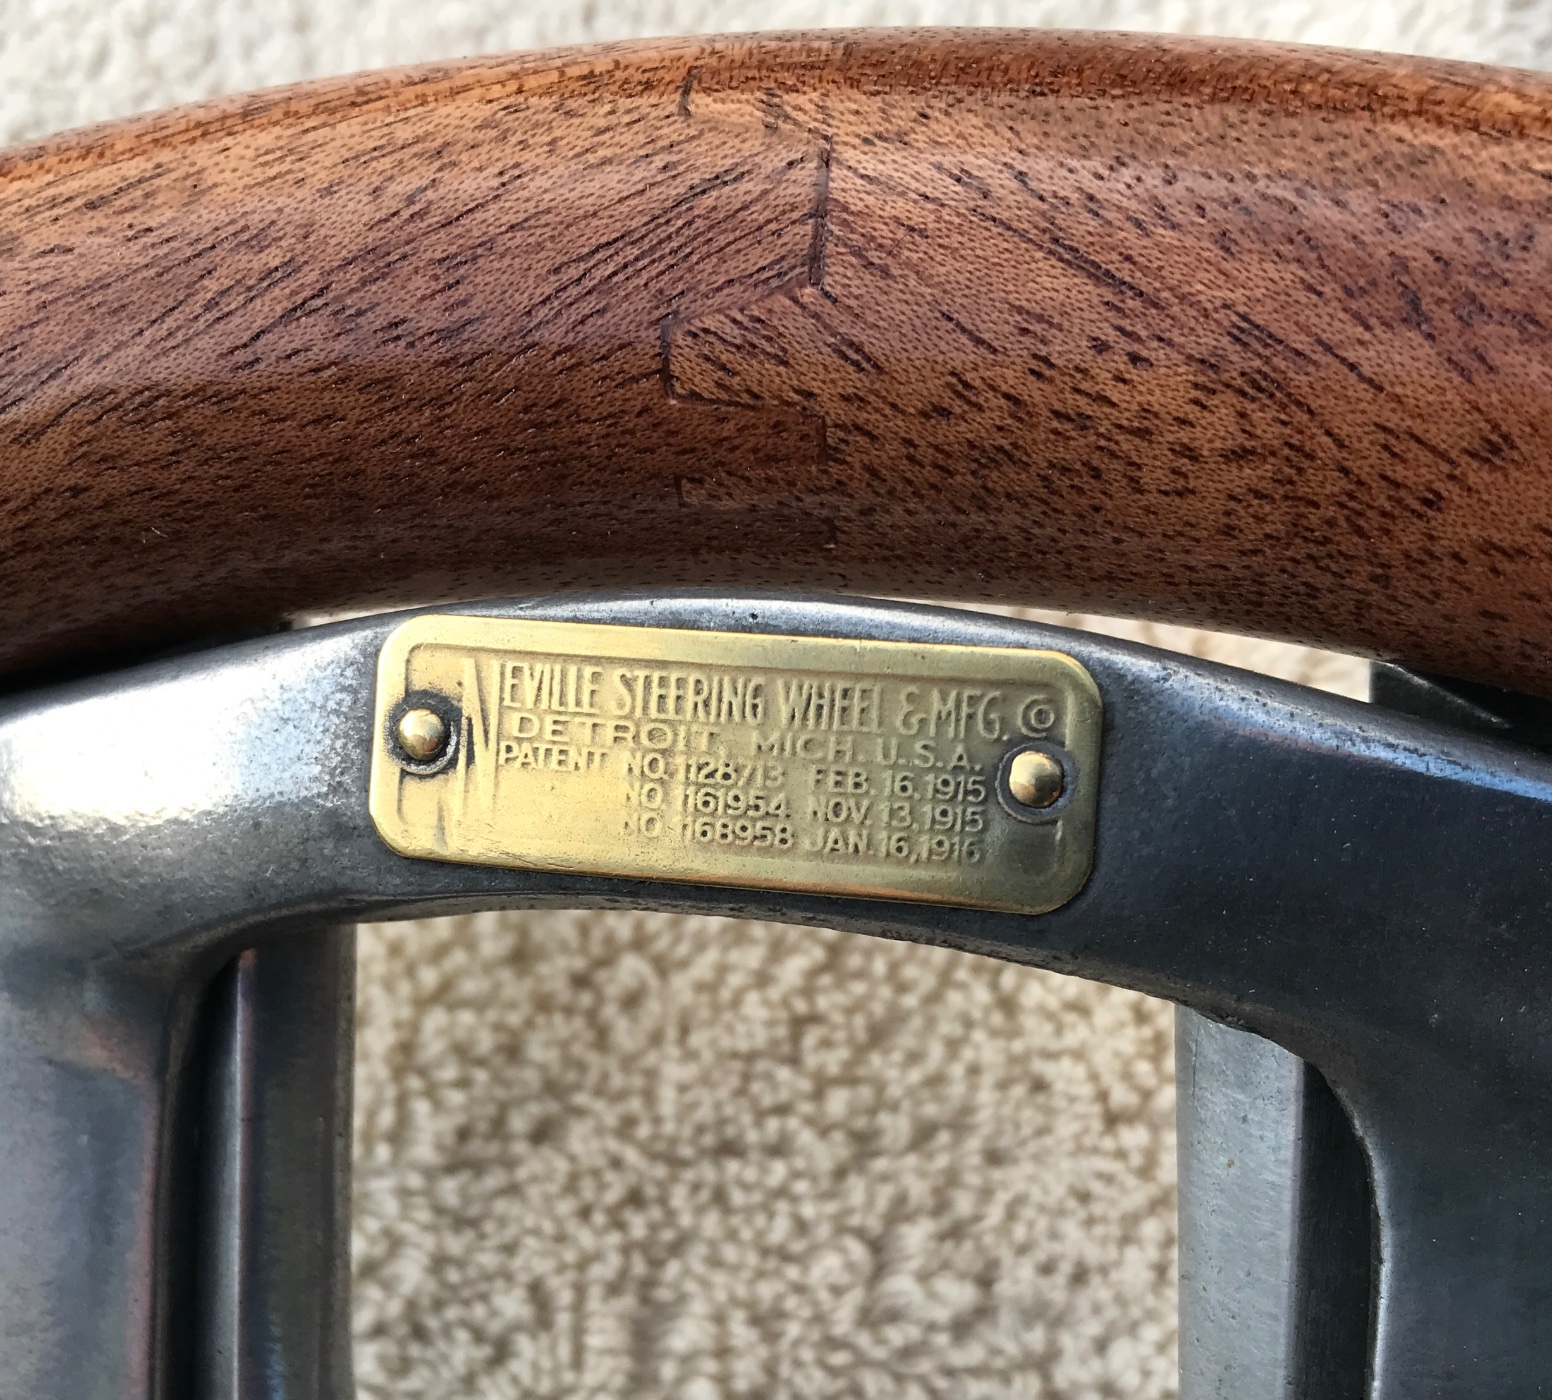 NEVILLE STEERING WHEEL & MFG. Co
DETROIT, MICH. U.S.A.
PATENT NO. 1128713 FEB. 16, 1915
NO. 1161954 NOV. 13, 1915
NO. 1168958 JAN. 16, 1916